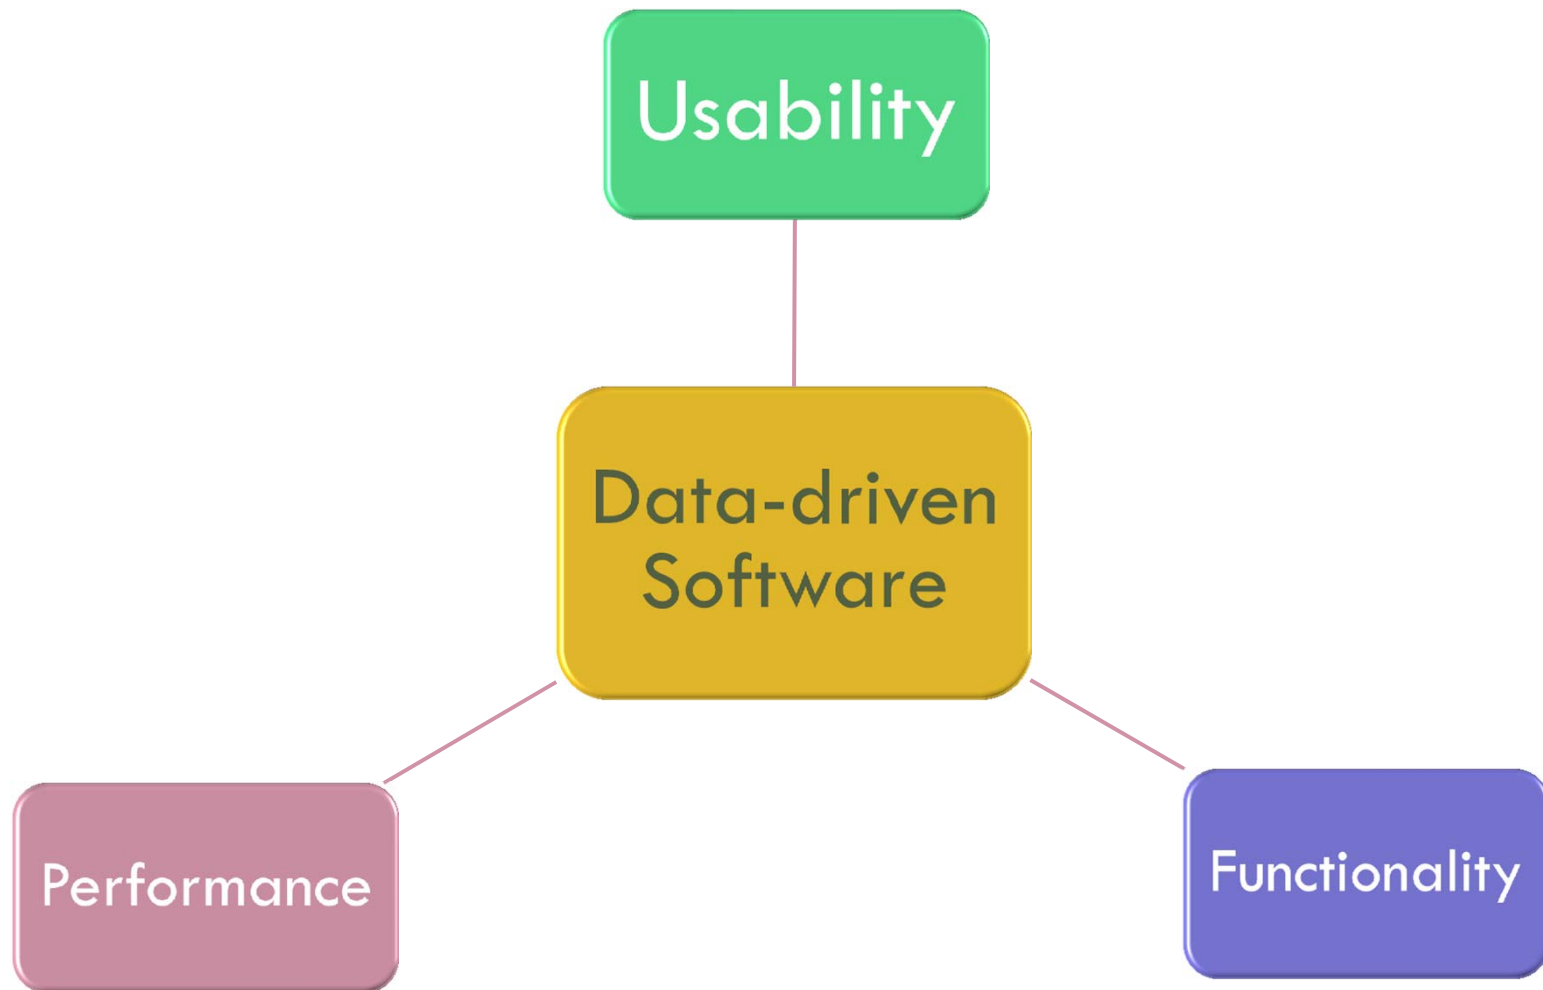 Usability
Data-driven
Software
Performance
Functionality